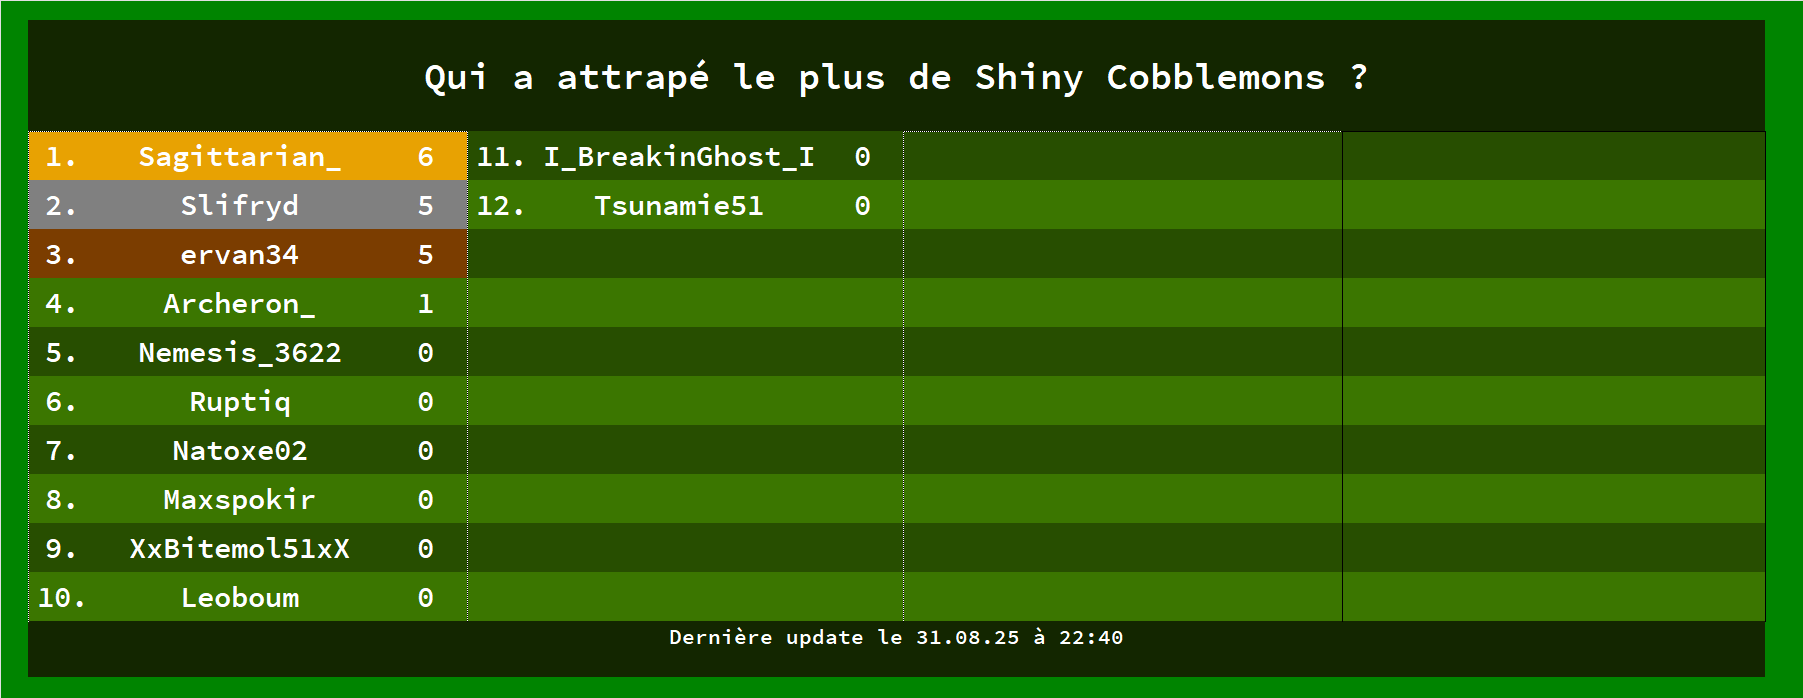 Qui a attrapé le plus de Shiny Cobblemons ?
1. Sagittarian_ 6
2. Slifryd 5
3. ervan34 5
4. Archeron_ 1
5. Nemesis_3622 0
6. Ruptiq 0
7. Natoxe02 0
8. Maxspokir 0
9. XxBitemol51xX 0
10. Leoboum 0
11. I_BreakinGhost_I 0
12. Tsunamie51 0
Dernière update le 31.08.25 à 22:40